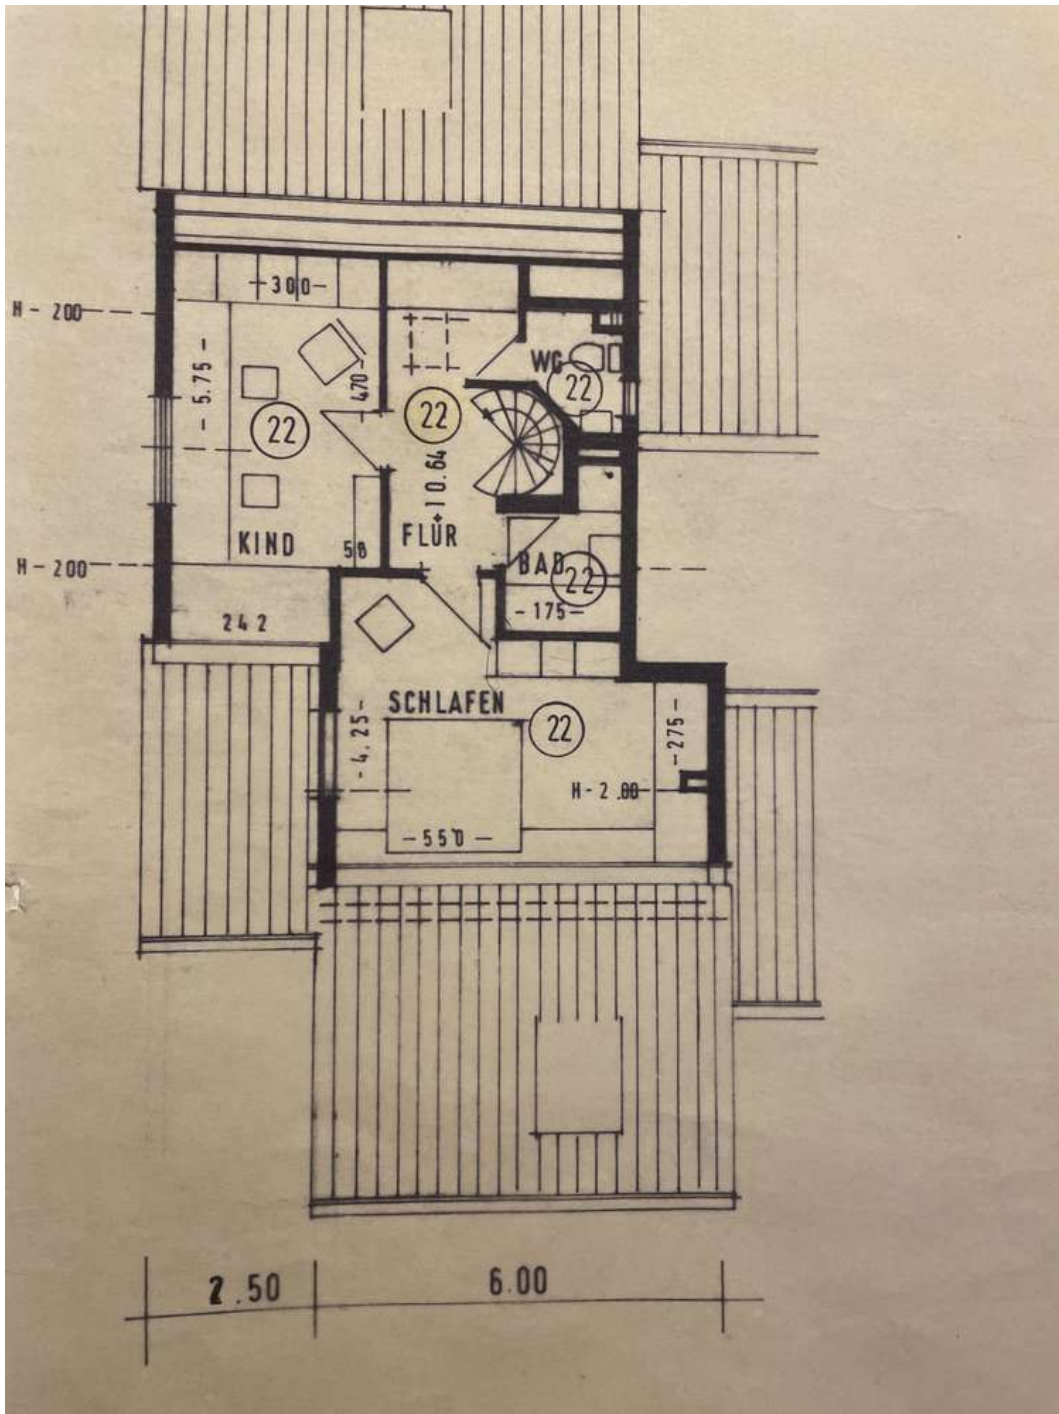 -300-
H - 200
- 5.75 -
470-
WC
22
22
22
+10.64
KIND
FLUR
58
H - 200
BAD
22
-175-
242
SCHLAFEN
22
- 4.25 -
-275-
H - 2.00
- 550 -
2.50
6.00